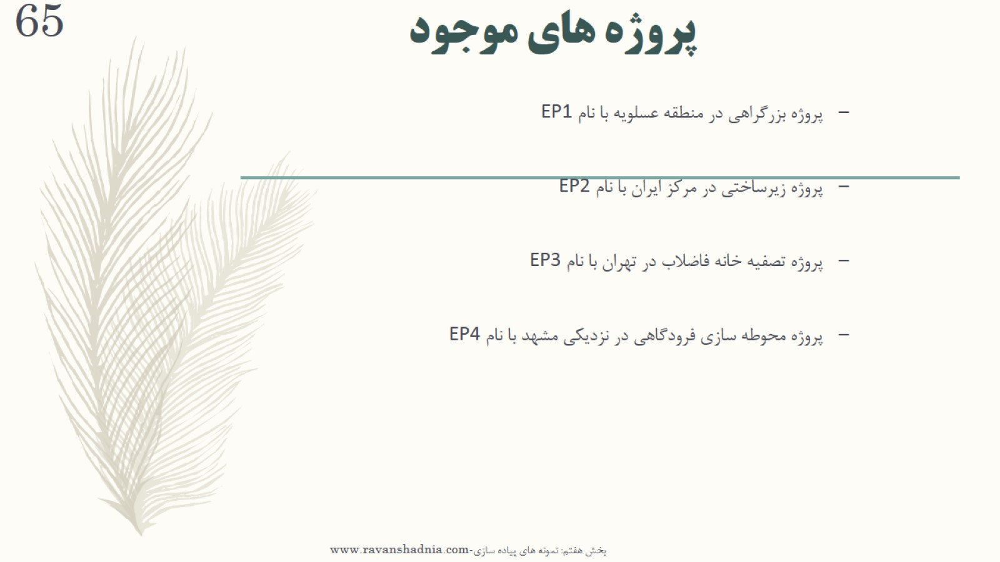 65
پروژه های موجود
– پروژه بزرگراهی در منطقه عسلویه با نام EP1
– پروژه زیرساختی در مرکز ایران با نام EP2
– پروژه تصفیه خانه فاضلاب در تهران با نام EP3
– پروژه محوطه سازی فرودگاهی در نزدیکی مشهد با نام EP4
بخش هفتم: نمونه های پیاده سازی-www.ravanshadnia.com